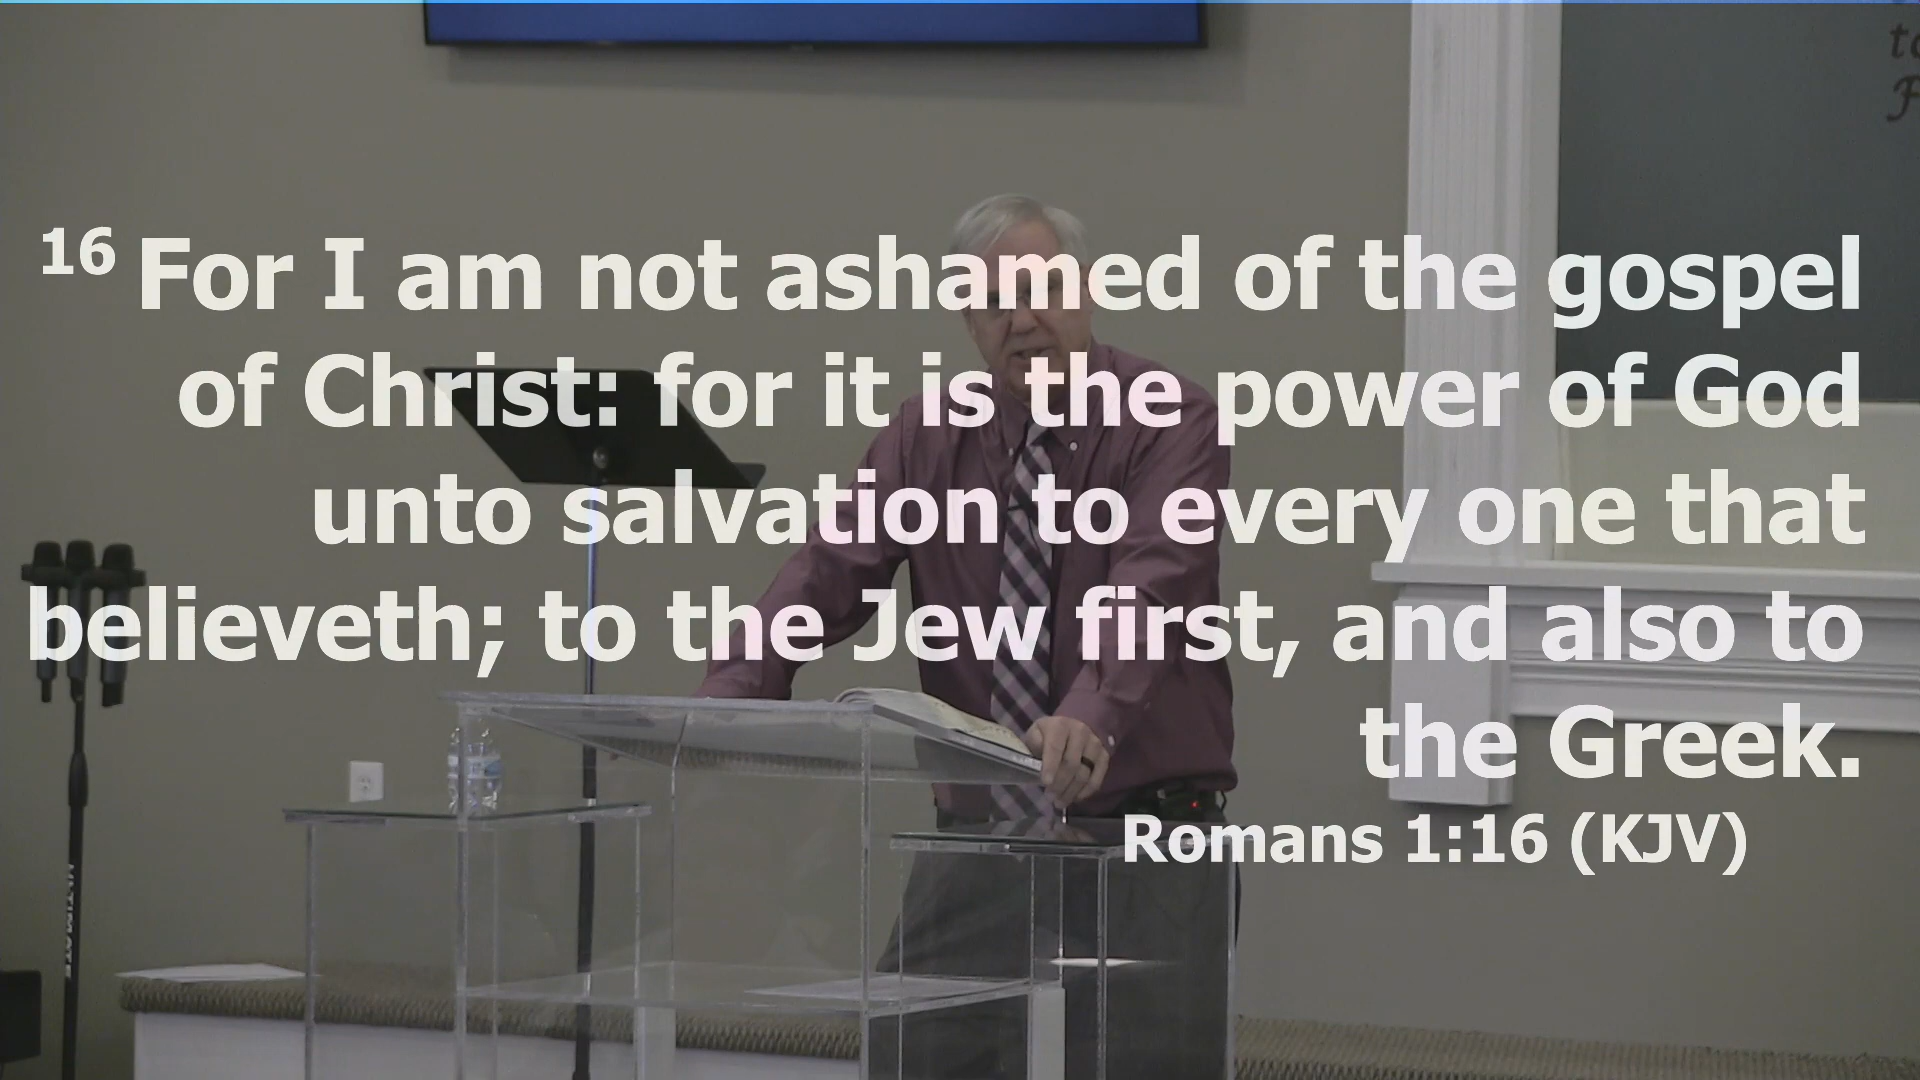 to
16 For I am not ashamed of the gospel
of Christ: for it is the power of God
unto salvation to every one that
believeth; to the Jew first, and also to
the Greek.
Romans 1:16 (KJV)